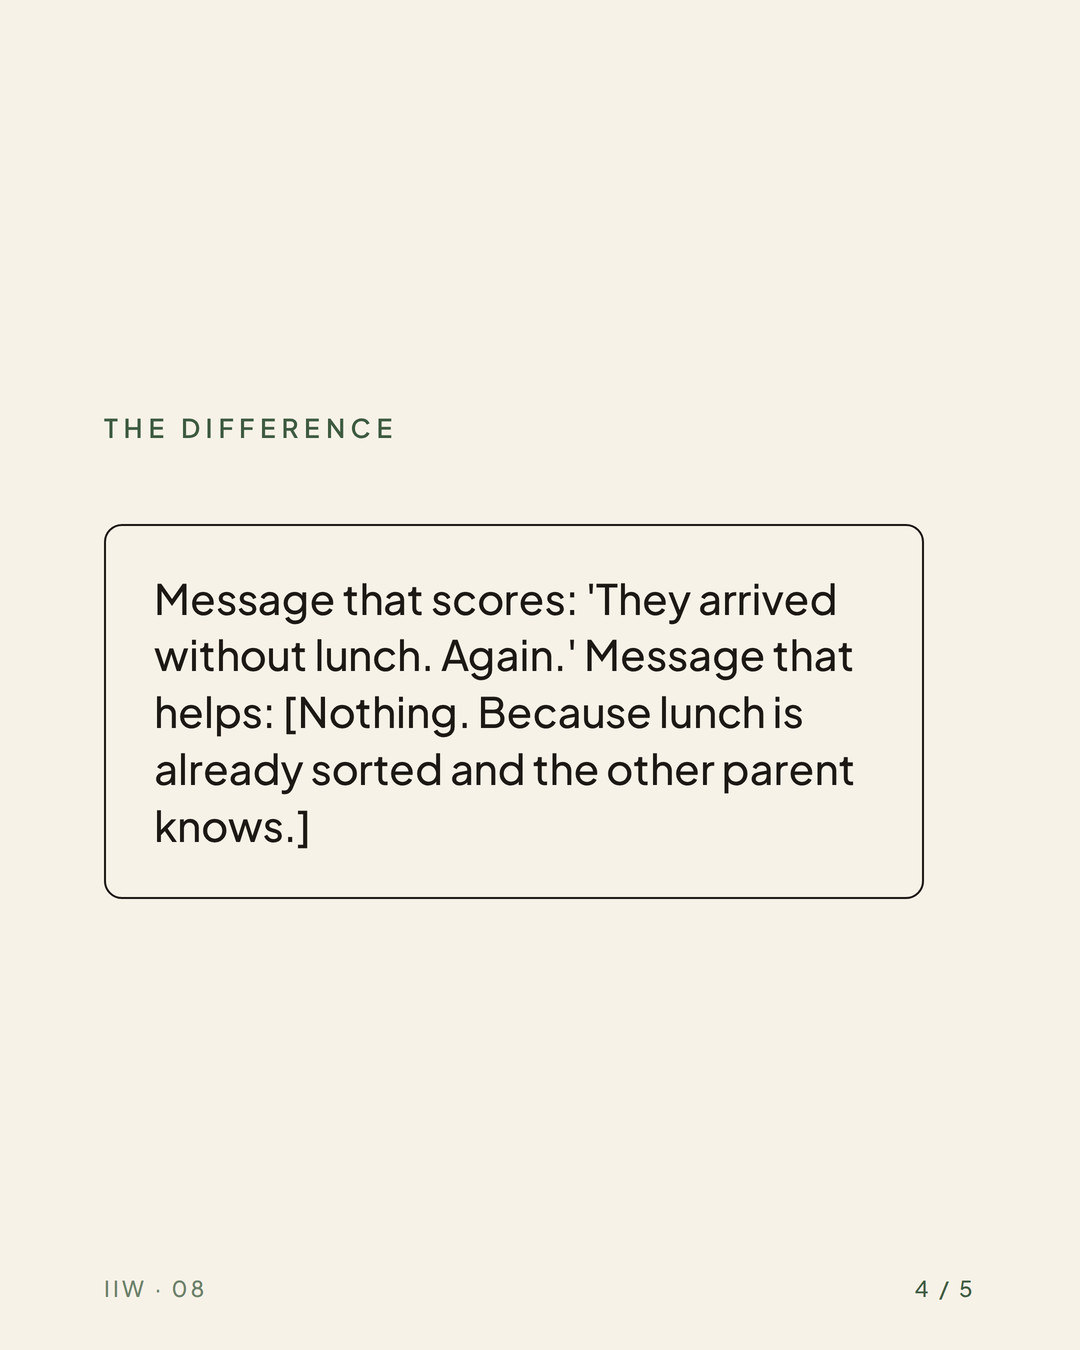 THE DIFFERENCE
Message that scores: 'They arrived
without lunch. Again.' Message that
helps: [Nothing. Because lunch is
already sorted and the other parent
knows.]
IIW · 08
4 / 5